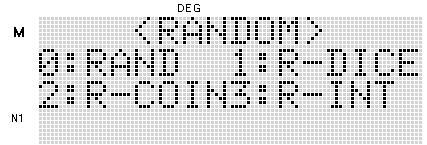 DEG
M <RANDOM>
0:RAND 1:R-DICE
2:R-COIN3:R-INT
N1